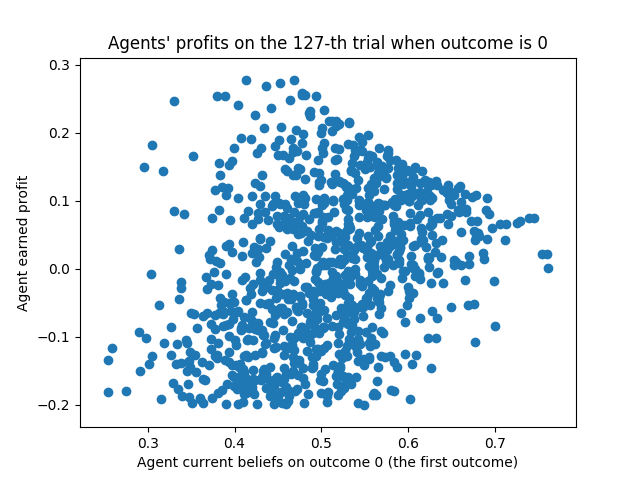 Agents' profits on the 127-th trial when outcome is 0
0.3
0.2
0.1
0.0
−0.1
−0.2
Agent earned profit
0.3 0.4 0.5 0.6 0.7
Agent current beliefs on outcome 0 (the first outcome)